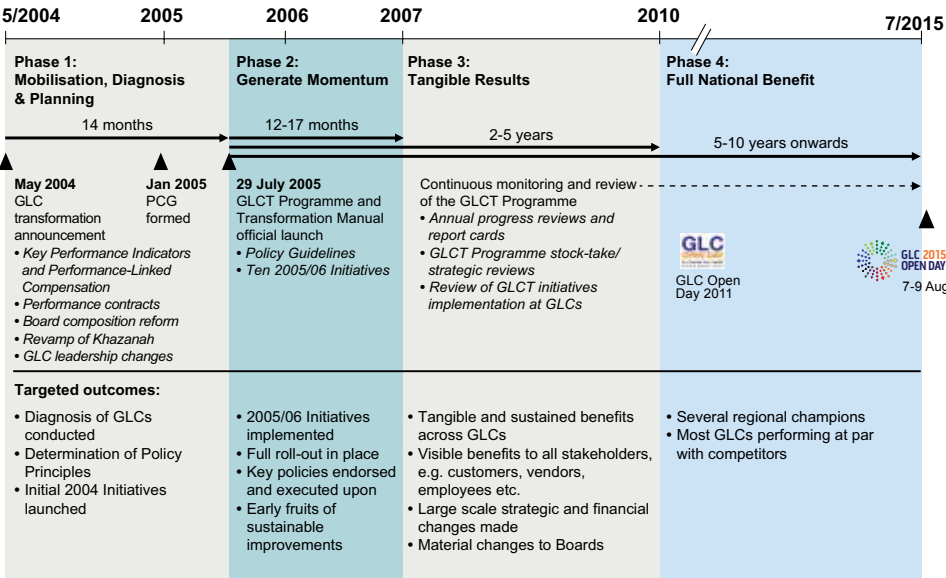 5/2004
2005
2006
2007
2010
7/2015
Phase 1:
Mobilisation, Diagnosis
& Planning
14 months
Phase 2:
Generate Momentum
12-17 months
Phase 3:
Tangible Results
2-5 years
Phase 4:
Full National Benefit
5-10 years onwards
May 2004
GLC
transformation
announcement
• Key Performance Indicators
and Performance-Linked
Compensation
• Performance contracts
• Board composition reform
• Revamp of Khazanah
• GLC leadership changes
Jan 2005
PCG
formed
29 July 2005
GLCT Programme and
Transformation Manual
official launch
• Policy Guidelines
• Ten 2005/06 Initiatives
Continuous monitoring and review
of the GLCT Programme
• Annual progress reviews and
report cards
• GLCT Programme stock-take/
strategic reviews
• Review of GLCT initiatives
implementation at GLCs
GLC
OPEN DAY
GLC Open
Day 2011
GLC 2015
OPEN DAY
7-9 Aug
Targeted outcomes:
• Diagnosis of GLCs
conducted
• Determination of Policy
Principles
• Initial 2004 Initiatives
launched
• 2005/06 Initiatives
implemented
• Full roll-out in place
• Key policies endorsed
and executed upon
• Early fruits of
sustainable
improvements
• Tangible and sustained benefits
across GLCs
• Visible benefits to all stakeholders,
e.g. customers, vendors,
employees etc.
• Large scale strategic and financial
changes made
• Material changes to Boards
• Several regional champions
• Most GLCs performing at par
with competitors